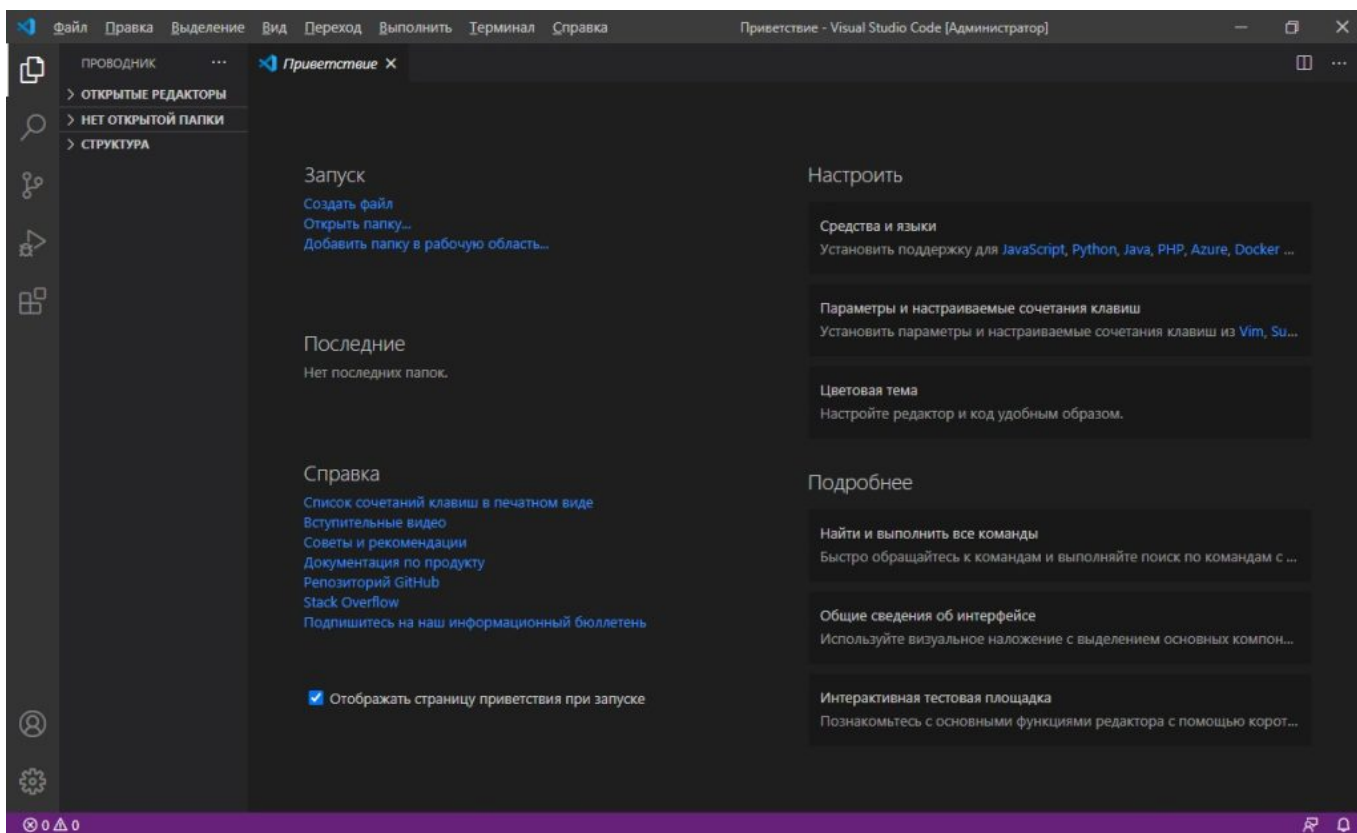 Файл Правка Выделение Вид Переход Выполнить Терминал Справка
Приветствие - Visual Studio Code [Администратор]
ПРОВОДНИК
ОТКРЫТЫЕ РЕДАКТОРЫ
НЕТ ОТКРЫТОЙ ПАПКИ
СТРУКТУРА
Приветствие
Запуск
Создать файл
Открыть папку...
Добавить папку в рабочую область...
Последние
Нет последних папок.
Справка
Список сочетаний клавиш в печатном виде
Вступительные видео
Советы и рекомендации
Документация по продукту
Репозиторий GitHub
Stack Overflow
Подпишитесь на наш информационный бюллетень
Отображать страницу приветствия при запуске
Настроить
Средства и языки
Установить поддержку для JavaScript, Python, Java, PHP, Azure, Docker ...
Параметры и настраиваемые сочетания клавиш
Установить параметры и настраиваемые сочетания клавиш из Vim, Su...
Цветовая тема
Настройте редактор и код удобным образом.
Подробнее
Найти и выполнить все команды
Быстро обращайтесь к командам и выполняйте поиск по командам с ...
Общие сведения об интерфейсе
Используйте визуальное наложение с выделением основных компон...
Интерактивная тестовая площадка
Познакомьтесь с основными функциями редактора с помощью корот...
0 0